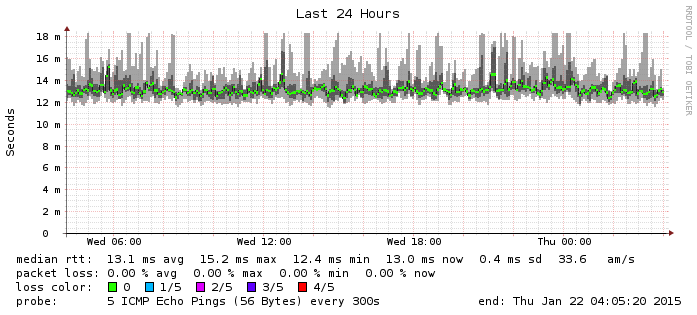 Last 24 Hours
RRDTOOL / TOBI OETIKER
Seconds
18 m
16 m
14 m
12 m
10 m
8 m
6 m
4 m
2 m
0
Wed 06:00 Wed 12:00 Wed 18:00 Thu 00:00
median rtt: 13.1 ms avg 15.2 ms max 12.4 ms min 13.0 ms now 0.4 ms sd 33.6 am/s
packet loss: 0.00 % avg 0.00 % max 0.00 % min 0.00 % now
loss color: 0 1/5 2/5 3/5 4/5
probe: 5 ICMP Echo Pings (56 Bytes) every 300s end: Thu Jan 22 04:05:20 2015